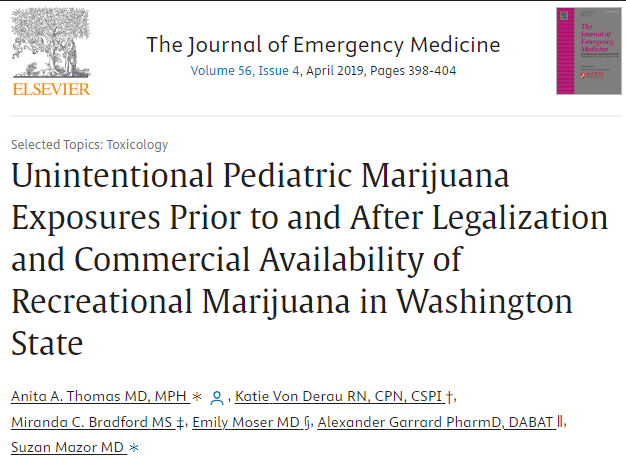 The Journal of Emergency Medicine
Volume 56, Issue 4, April 2019, Pages 398-404
The
Journal of
Emergency
Medicine
ELSEVIER
Selected Topics: Toxicology
Unintentional Pediatric Marijuana
Exposures Prior to and After Legalization
and Commercial Availability of
Recreational Marijuana in Washington
State
Anita A. Thomas MD, MPH ∗ , Katie Von Derau RN, CPN, CSPI †,
Miranda C. Bradford MS ‡, Emily Moser MD §, Alexander Garrard PharmD, DABAT ‖,
Suzan Mazor MD ∗